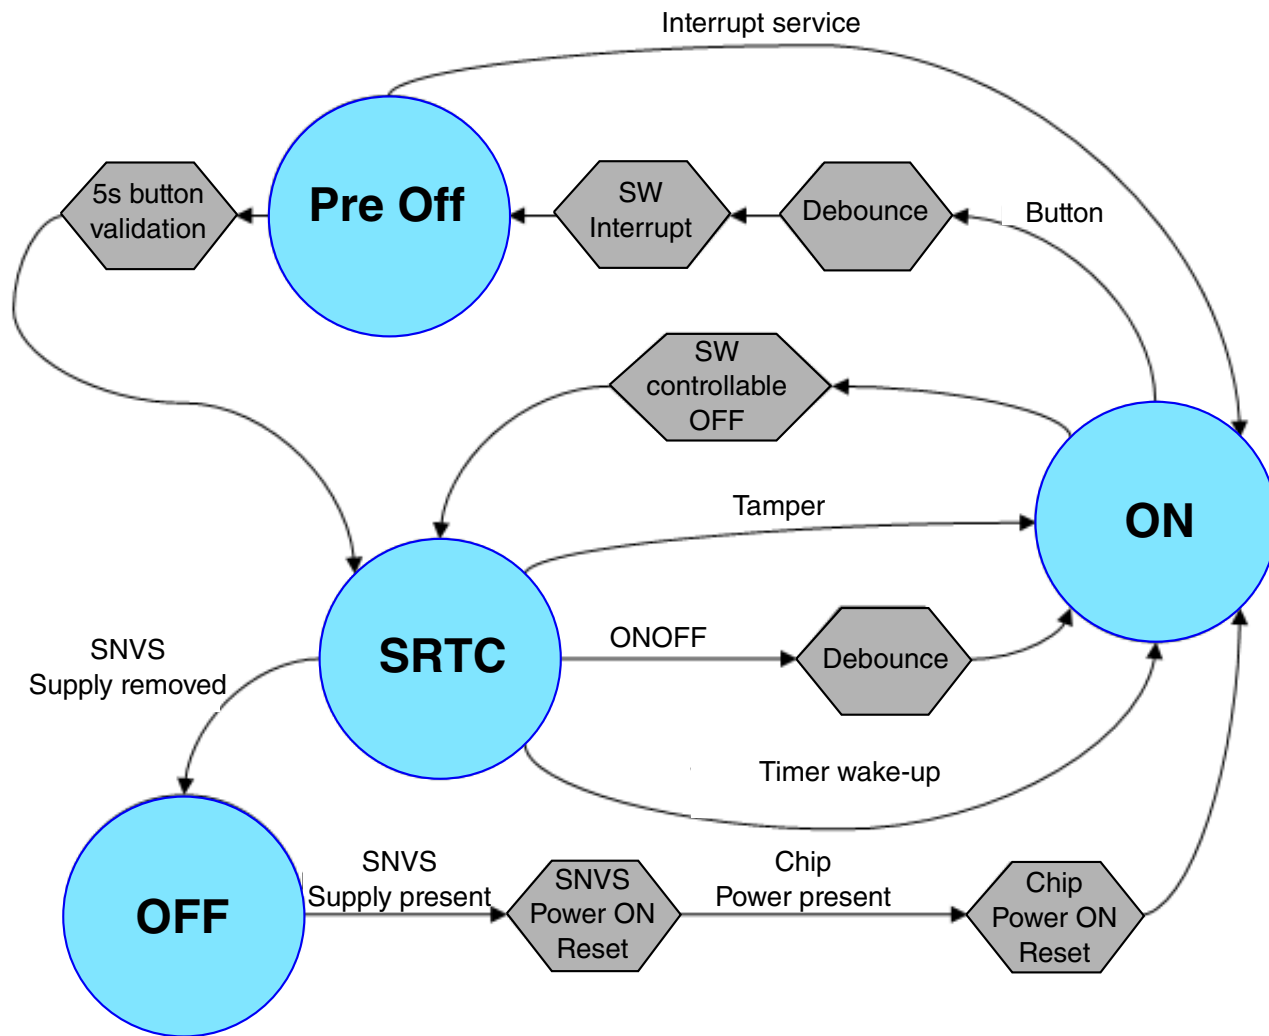 Interrupt service
5s button
validation
Pre Off
SW
Interrupt
Debounce
Button
SW
controllable
OFF
Tamper
ON
SNVS
Supply removed
SRTC
ONOFF
Debounce
Timer wake-up
OFF
SNVS
Supply present
SNVS
Power ON
Reset
Chip
Power present
Chip
Power ON
Reset